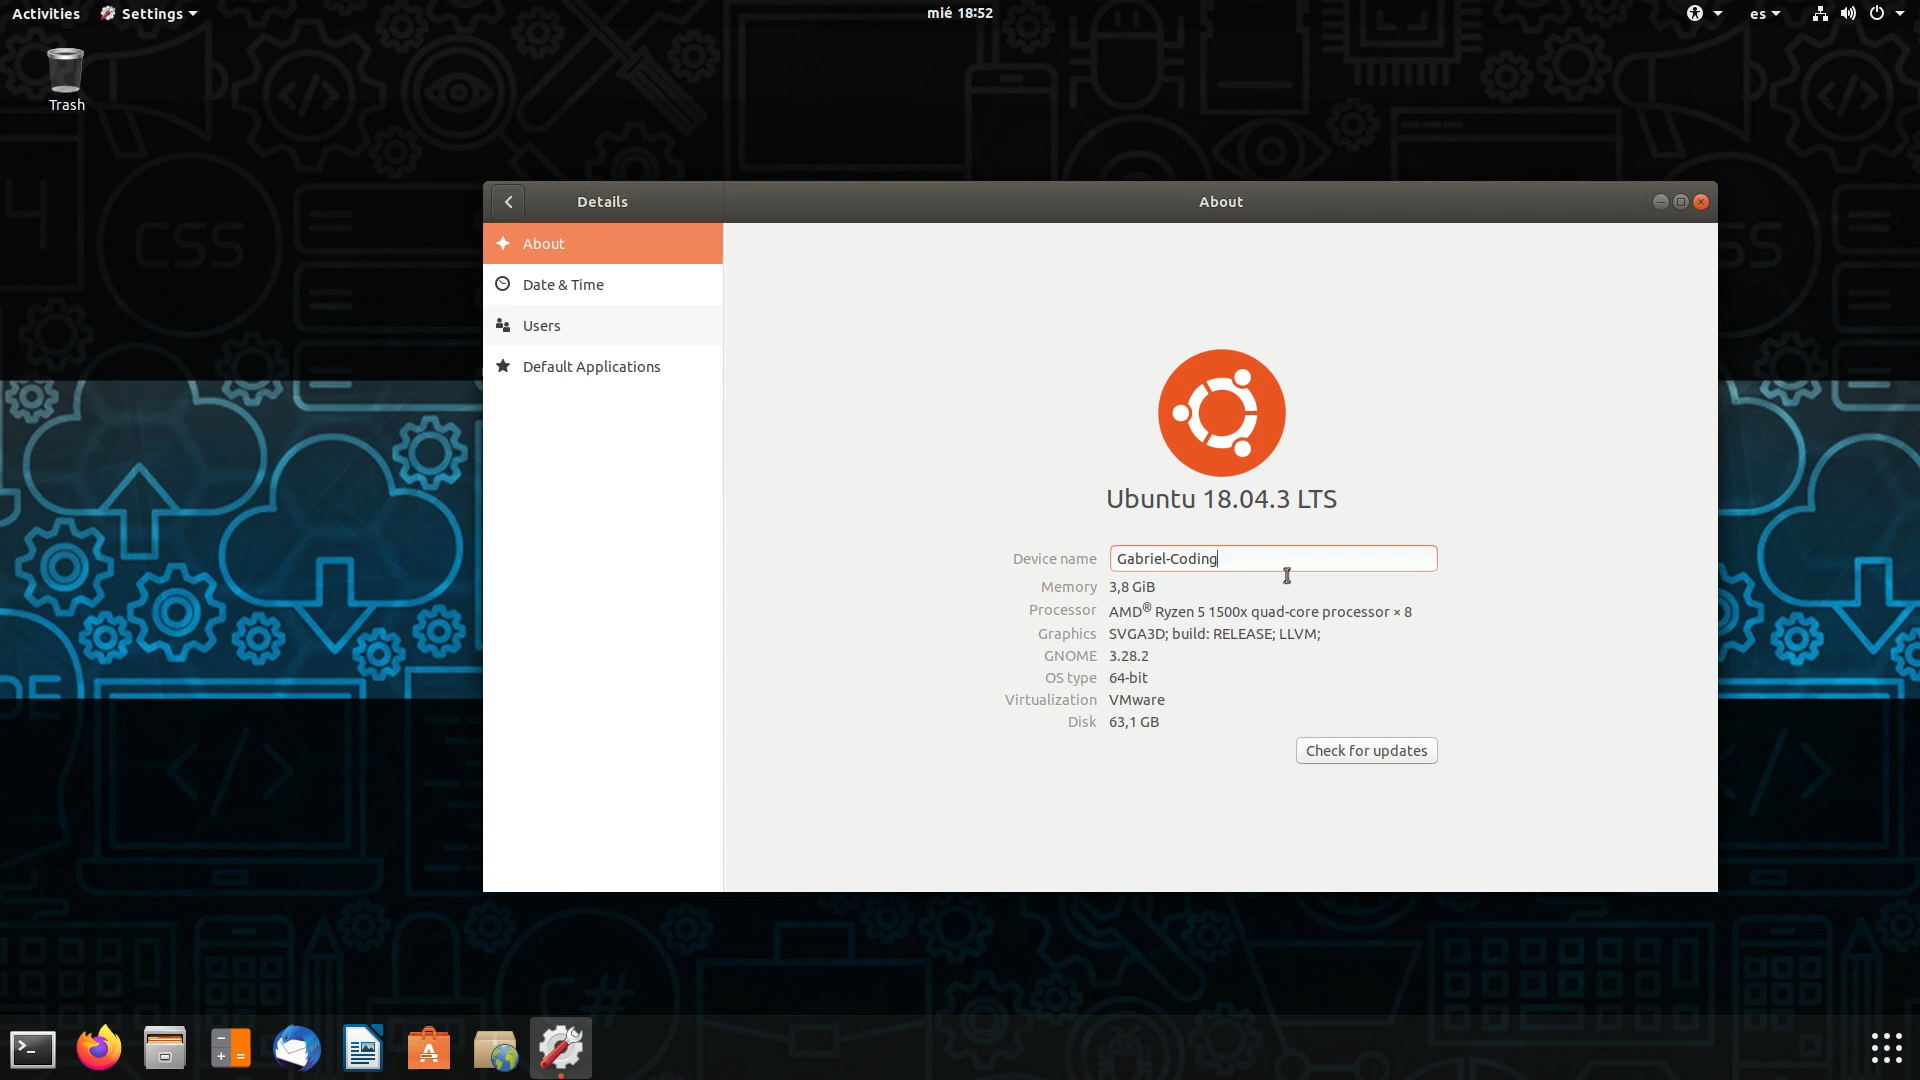 Activities
Settings
mié 18:52
es
Trash
Details
About
About
Date & Time
Users
Default Applications
Ubuntu 18.04.3 LTS
Device name Gabriel-Coding
Memory 3,8 GiB
Processor AMD® Ryzen 5 1500x quad-core processor × 8
Graphics SVGA3D; build: RELEASE; LLVM;
GNOME 3.28.2
OS type 64-bit
Virtualization VMware
Disk 63,1 GB
Check for updates
CSS
C#